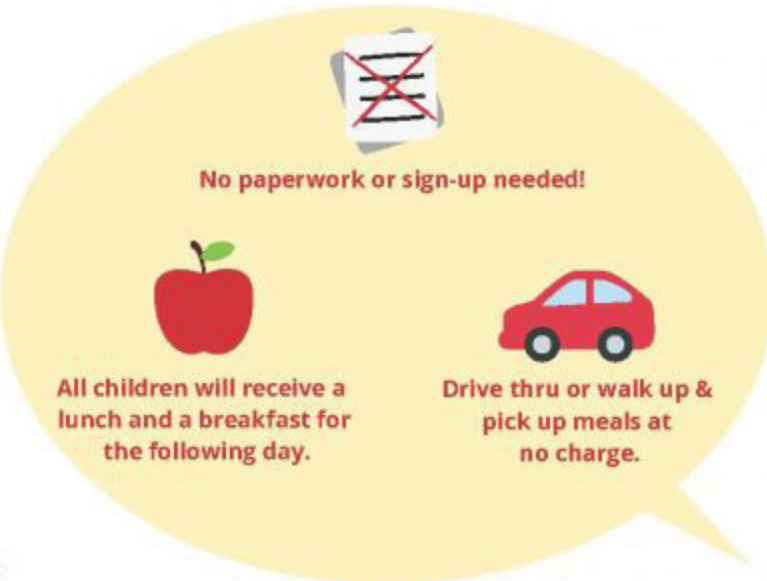 No paperwork or sign-up needed!
All children will receive a
lunch and a breakfast for
the following day.
Drive thru or walk up &
pick up meals at
no charge.